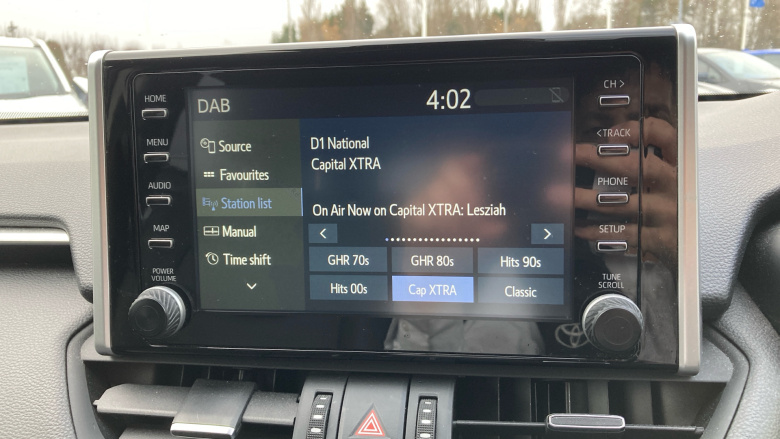 DAB
4:02
HOME
MENU
AUDIO
MAP
POWER
VOLUME
Source
Favourites
Station list
Manual
Time shift
D1 National
Capital XTRA
On Air Now on Capital XTRA: Lesziah
GHR 70s
GHR 80s
Hits 90s
Hits 00s
Cap XTRA
Classic
CH >
<TRACK
PHONE
SETUP
TUNE
SCROLL